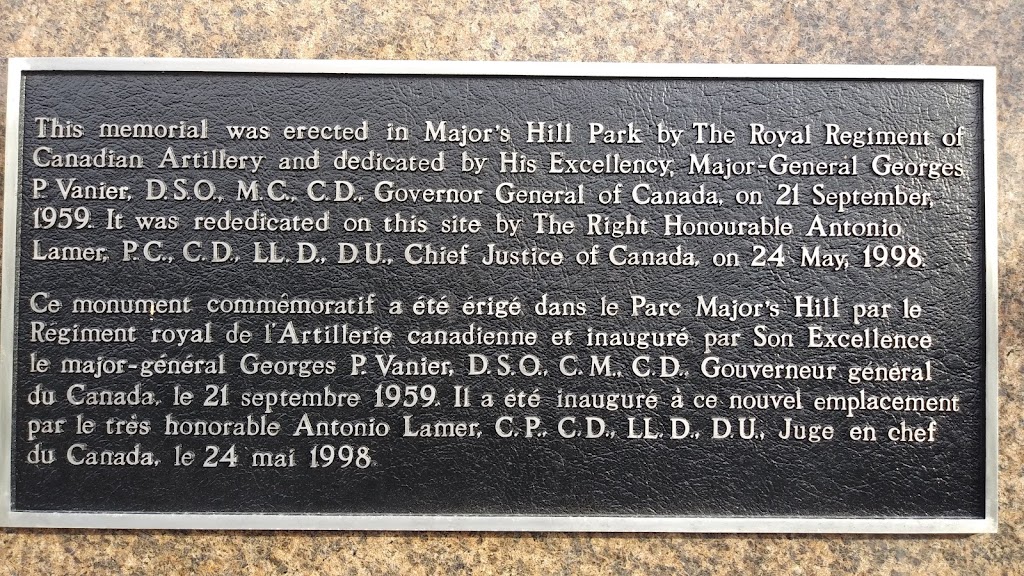 This memorial was erected in Major's Hill Park by The Royal Regiment of
Canadian Artillery and dedicated by His Excellency, Major-General Georges
P. Vanier, D.S.O., M.C., C.D., Governor General of Canada, on 21 September,
1959. It was rededicated on this site by The Right Honourable Antonio
Lamer, P.C., C.D., LL.D., D.U., Chief Justice of Canada, on 24 May, 1998.
Ce monument commêmoratif a été érigé dans le Parc Major's Hill par le
Régiment royal de l'Artillerie canadienne et inauguré par Son Excellence
le major-général Georges P. Vanier, D.S.O., C.M., C.D., Gouverneur général
du Canada, le 21 septembre 1959. Il a été inauguré à ce nouvel emplacement
par le très honorable Antonio Lamer, C.P., C.D., LL.D., D.U., Juge en chef
du Canada, le 24 mai 1998.